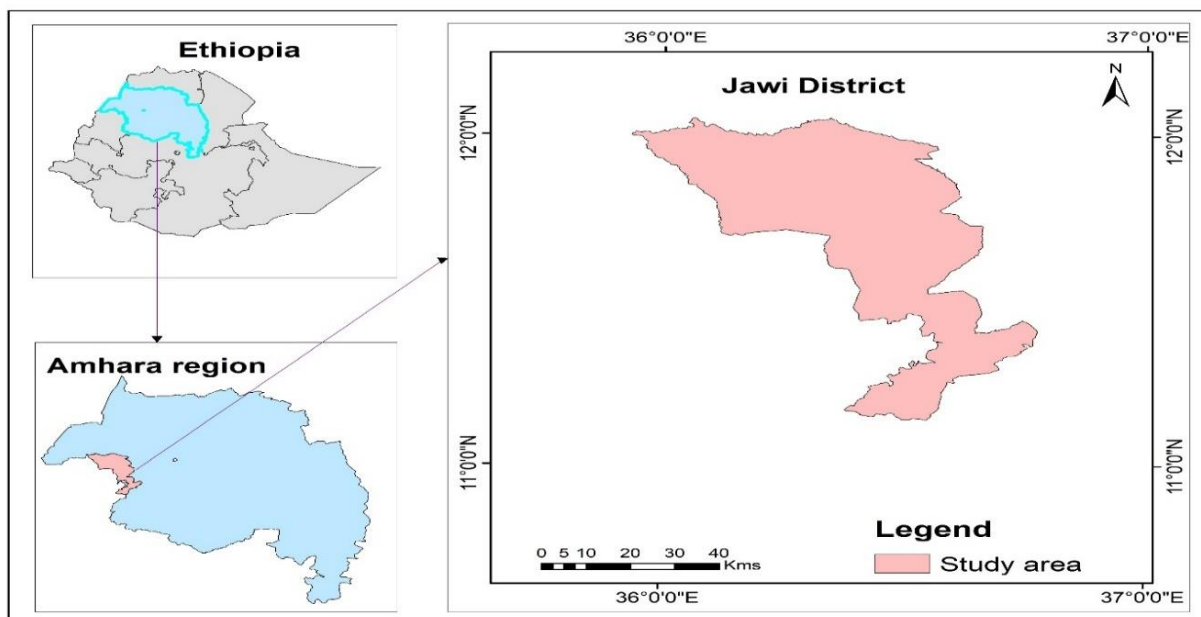 Ethiopia
Amhara region
36°0'0"E
37°0'0"E
Jawi District
N
12°0'0"N
12°0'0"N
11°0'0"N
11°0'0"N
Legend
Study area
0 5 10 20 30 40
Kms
36°0'0"E
37°0'0"E